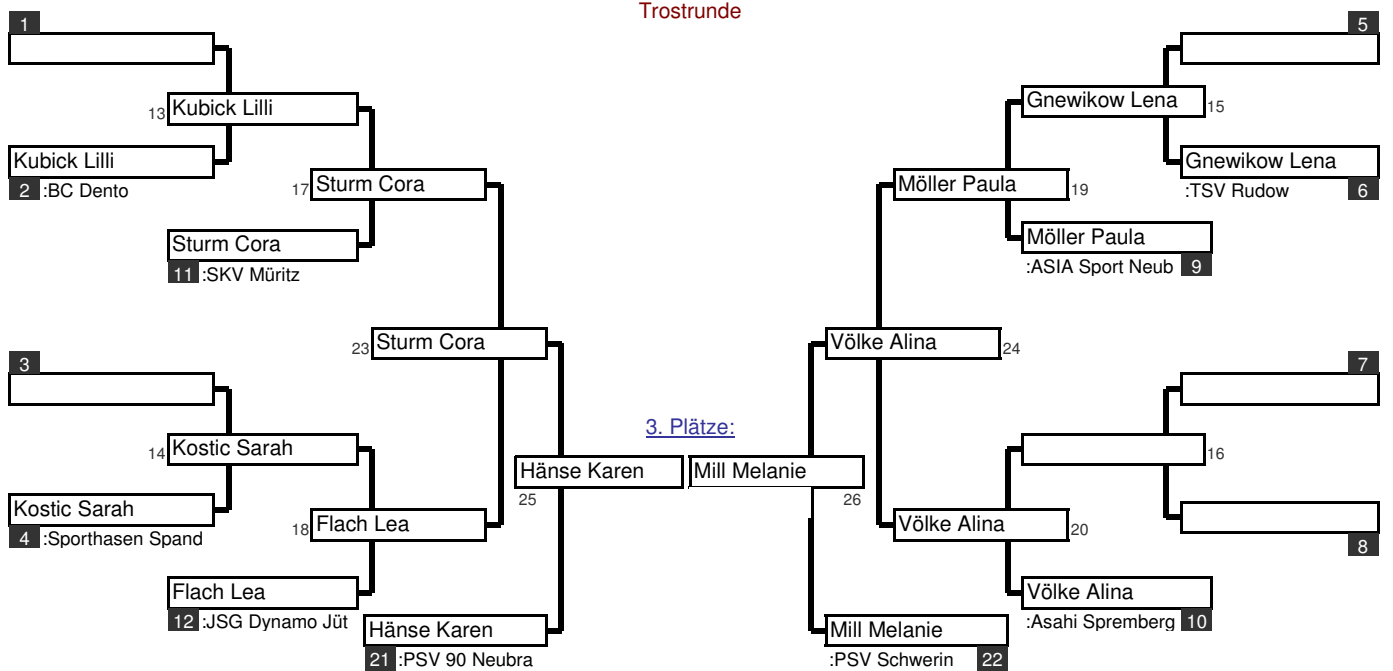 Trostrunde
1
5
13 Kubick Lilli
Gnewikow Lena 15
Kubick Lilli
2 :BC Dento
Gnewikow Lena
:TSV Rudow 6
17 Sturm Cora
Möller Paula 19
Sturm Cora
11 :SKV Müritz
Möller Paula
:ASIA Sport Neub 9
23 Sturm Cora
Völke Alina 24
3
7
3. Plätze:
14 Kostic Sarah
16
Hänse Karen
25
Mill Melanie
26
Kostic Sarah
4 :Sporthasen Spand
18 Flach Lea
Völke Alina 20
8
Flach Lea
12 :JSG Dynamo Jüt
Völke Alina
:Asahi Spremberg 10
Hänse Karen
21 :PSV 90 Neubra
Mill Melanie
:PSV Schwerin 22